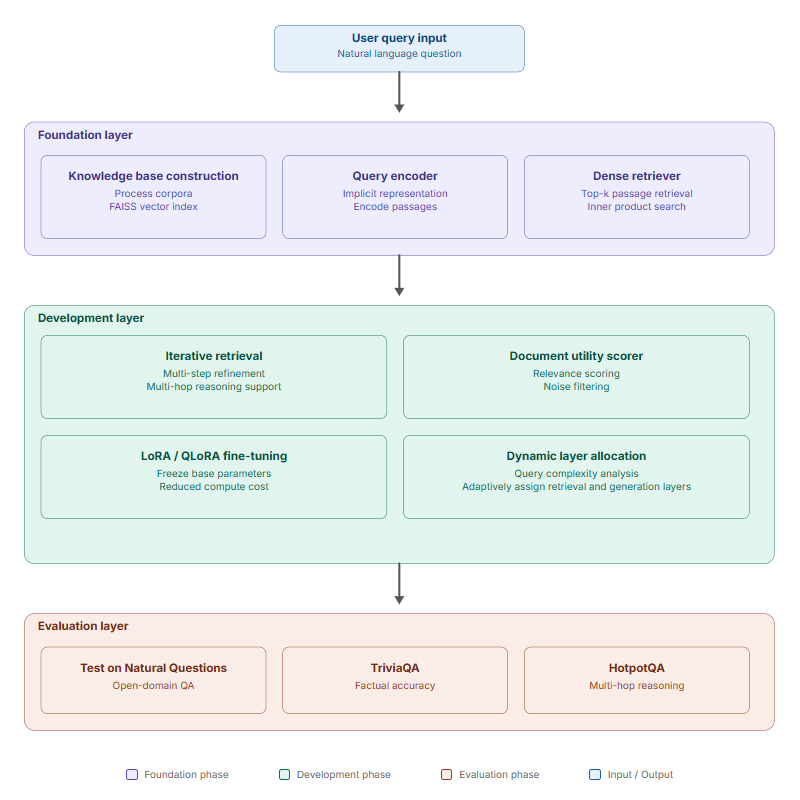 User query input
Natural language question
Foundation layer
Knowledge base construction
Process corpora
FAISS vector index
Query encoder
Implicit representation
Encode passages
Dense retriever
Top-k passage retrieval
Inner product search
Development layer
Iterative retrieval
Multi-step refinement
Multi-hop reasoning support
Document utility scorer
Relevance scoring
Noise filtering
LoRA / QLoRA fine-tuning
Freeze base parameters
Reduced compute cost
Dynamic layer allocation
Query complexity analysis
Adaptively assign retrieval and generation layers
Evaluation layer
Test on Natural Questions
Open-domain QA
TriviaQA
Factual accuracy
HotpotQA
Multi-hop reasoning
Foundation phase
Development phase
Evaluation phase
Input / Output